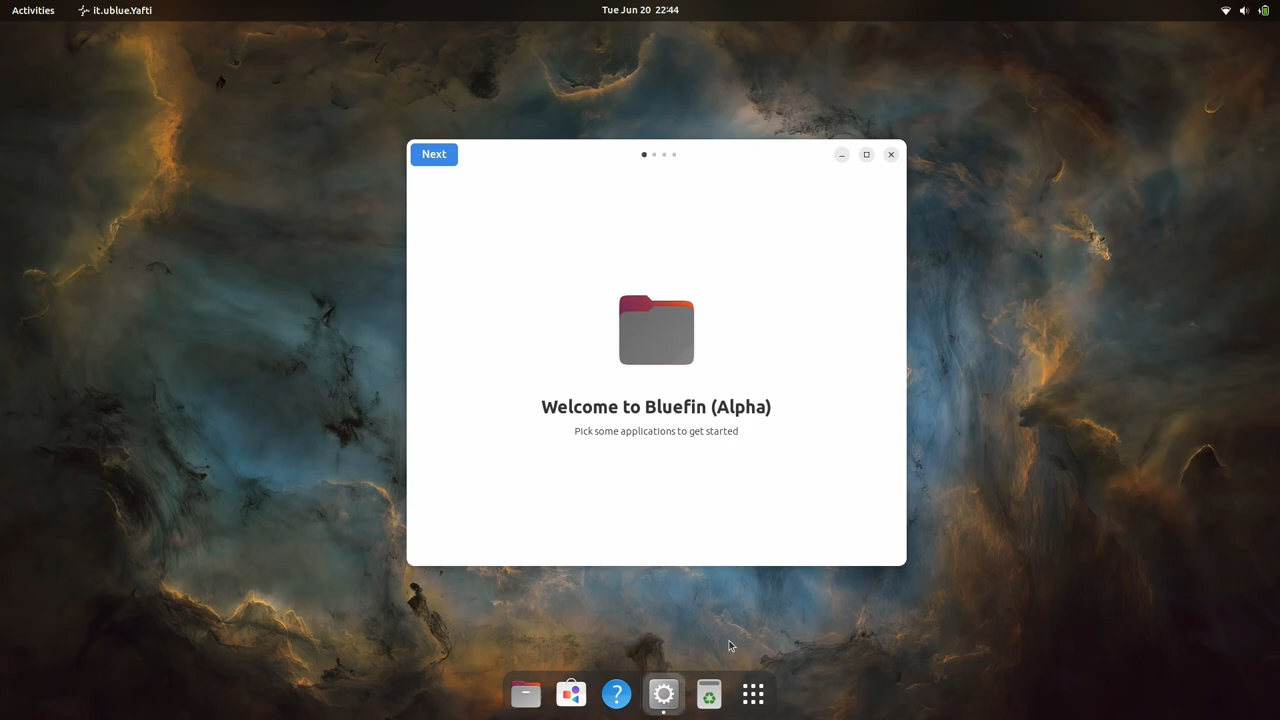 Activities
it.ublue.Yafti
Tue Jun 20 22:44
Next
Welcome to Bluefin (Alpha)
Pick some applications to get started
?